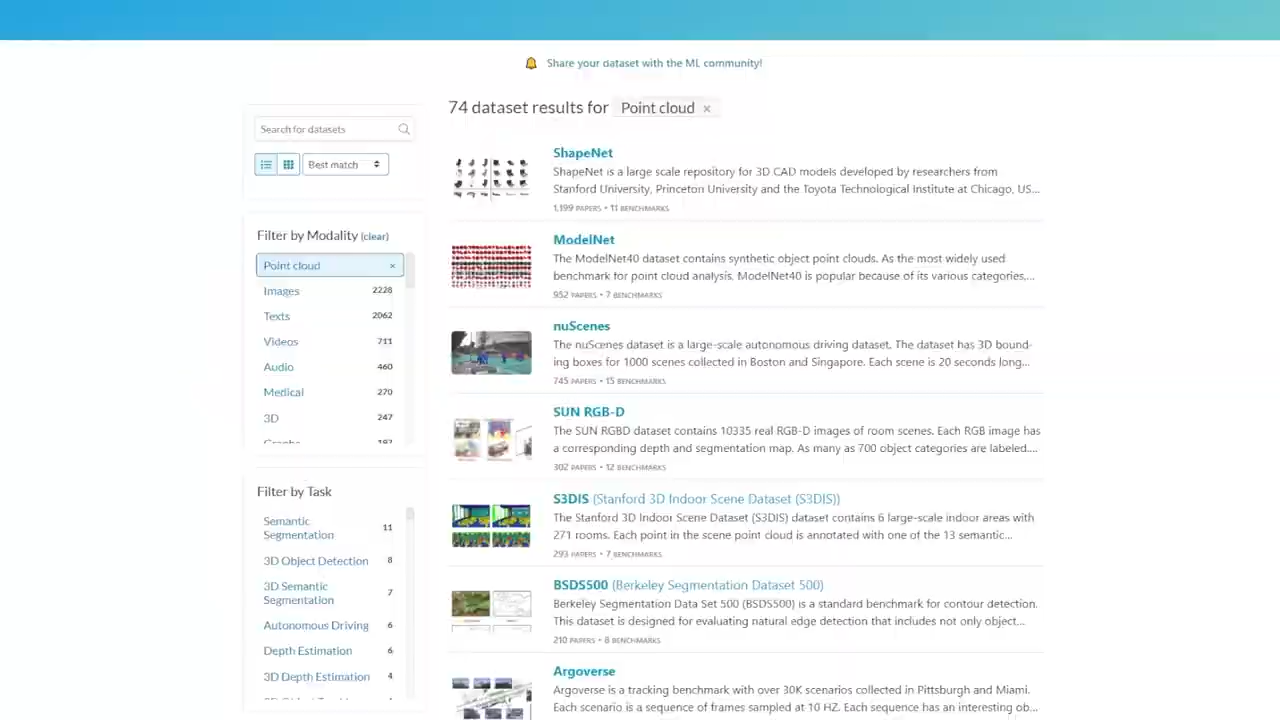 Share your dataset with the ML community!
74 dataset results for Point cloud ×
Search for datasets
Best match
Filter by Modality (clear)
Point cloud ×
Images 2228
Texts 2062
Videos 711
Audio 460
Medical 270
3D 247
Graphs 197
Filter by Task
Semantic
Segmentation 11
3D Object Detection 8
3D Semantic
Segmentation 7
Autonomous Driving 6
Depth Estimation 6
3D Depth Estimation 4
ShapeNet
ShapeNet is a large scale repository for 3D CAD models developed by researchers from
Stanford University, Princeton University and the Toyota Technological Institute at Chicago, US...
1,199 PAPERS • 11 BENCHMARKS
ModelNet
The ModelNet40 dataset contains synthetic object point clouds. As the most widely used
benchmark for point cloud analysis, ModelNet40 is popular because of its various categories,...
952 PAPERS • 7 BENCHMARKS
nuScenes
The nuScenes dataset is a large-scale autonomous driving dataset. The dataset has 3D bound-
ing boxes for 1000 scenes collected in Boston and Singapore. Each scene is 20 seconds long...
745 PAPERS • 15 BENCHMARKS
SUN RGB-D
The SUN RGBD dataset contains 10335 real RGB-D images of room scenes. Each RGB image has
a corresponding depth and segmentation map. As many as 700 object categories are labeled....
302 PAPERS • 12 BENCHMARKS
S3DIS (Stanford 3D Indoor Scene Dataset (S3DIS))
The Stanford 3D Indoor Scene Dataset (S3DIS) dataset contains 6 large-scale indoor areas with
271 rooms. Each point in the scene point cloud is annotated with one of the 13 semantic...
293 PAPERS • 7 BENCHMARKS
BSDS500 (Berkeley Segmentation Dataset 500)
Berkeley Segmentation Data Set 500 (BSDS500) is a standard benchmark for contour detection.
This dataset is designed for evaluating natural edge detection that includes not only object...
210 PAPERS • 8 BENCHMARKS
Argoverse
Argoverse is a tracking benchmark with over 30K scenarios collected in Pittsburgh and Miami.
Each scenario is a sequence of frames sampled at 10 HZ. Each sequence has an interesting ob...